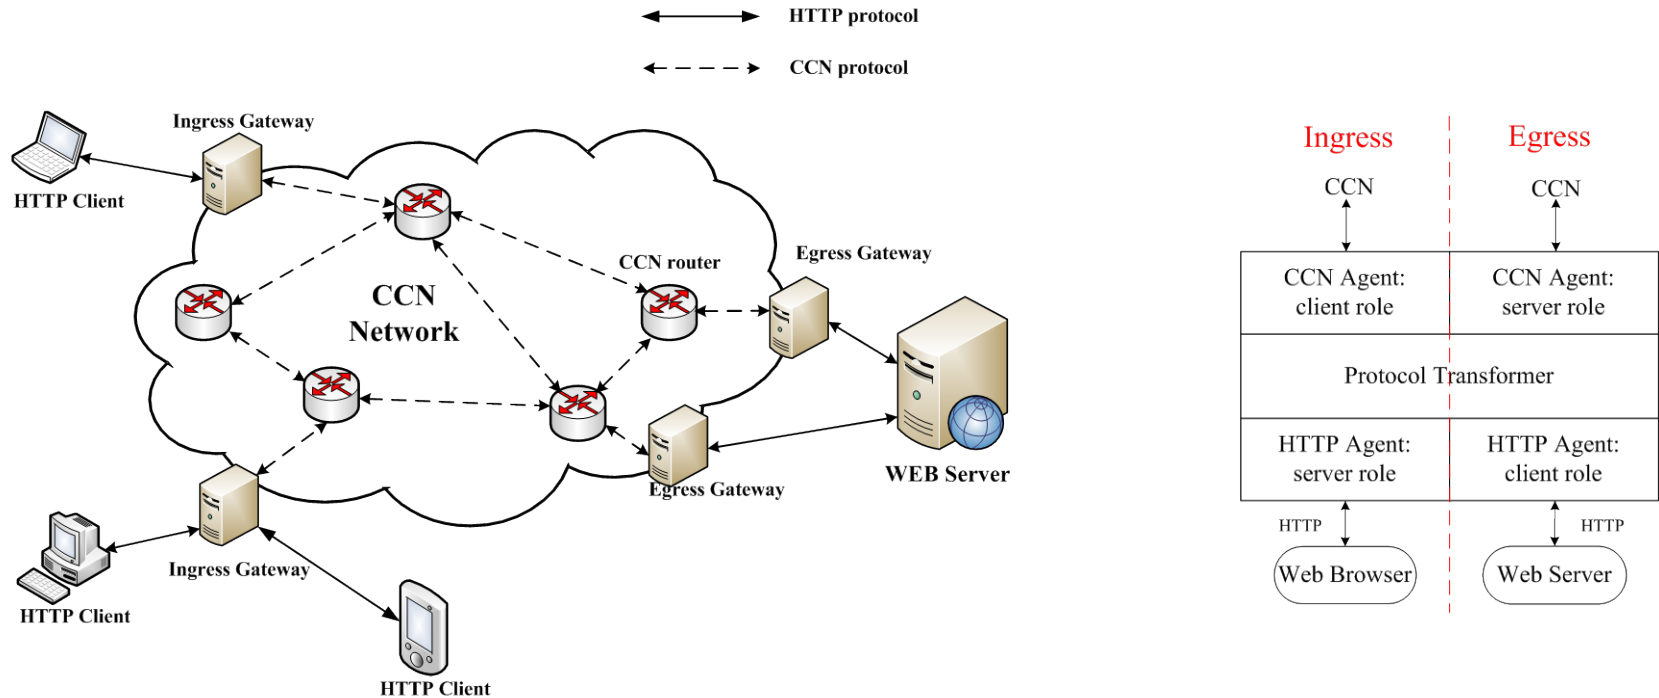 HTTP protocol
CCN protocol
Ingress Gateway
HTTP Client
CCN router
Egress Gateway
CCN
Network
WEB Server
Egress Gateway
Ingress Gateway
HTTP Client
HTTP Client
Ingress
Egress
CCN
CCN
CCN Agent:
client role
CCN Agent:
server role
Protocol Transformer
HTTP Agent:
server role
HTTP Agent:
client role
HTTP
HTTP
Web Browser
Web Server